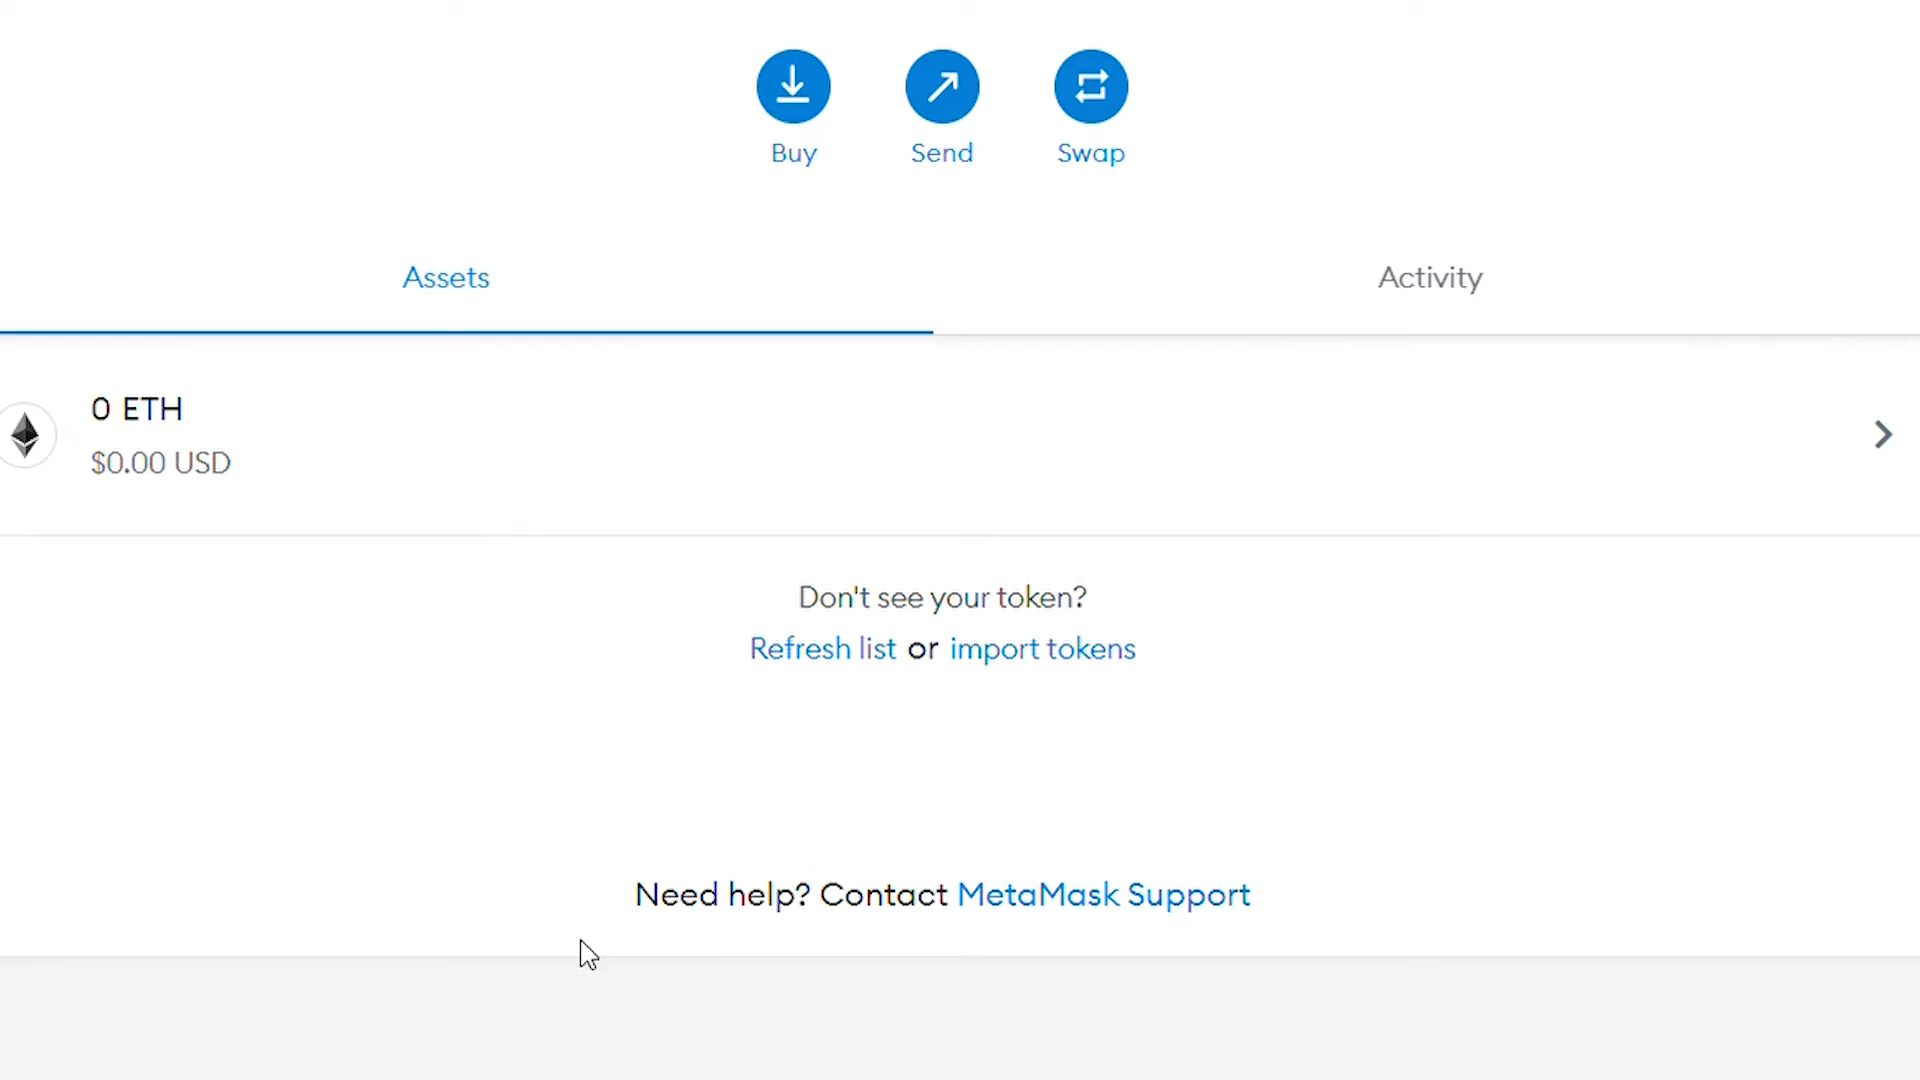 Buy Send Swap
Assets Activity
0 ETH
$0.00 USD
Don't see your token?
Refresh list or import tokens
Need help? Contact MetaMask Support